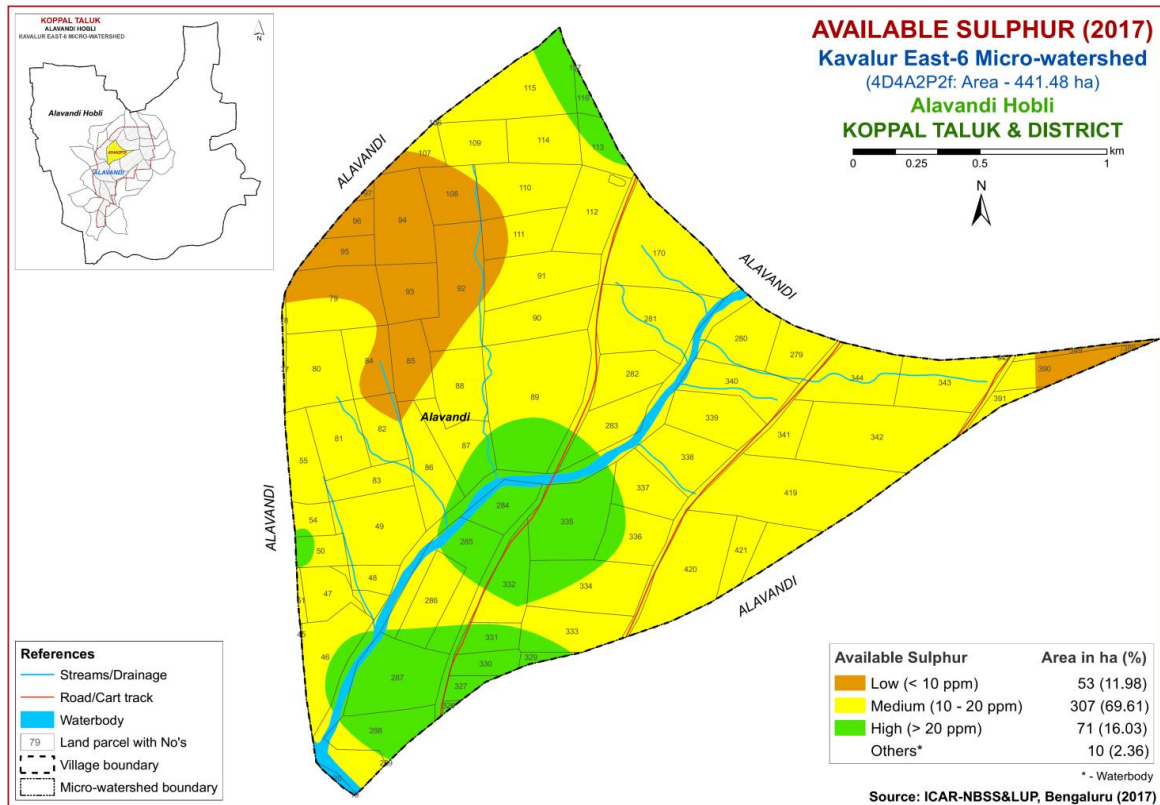 KOPPAL TALUK
ALAVANDI HOBLI
KAVALUR EAST-6 MICRO-WATERSHED
N
Alavandi Hobli
ALAVANDI
AVAILABLE SULPHUR (2017)
Kavalur East-6 Micro-watershed
(4D4A2P2f: Area - 441.48 ha)
Alavandi Hobli
KOPPAL TALUK & DISTRICT
0 0.25 0.5 1 km
N
ALAVANDI
ALAVANDI
ALAVANDI
ALAVANDI
Alavandi
115
116
109
114
113
107
108
110
97
94
112
96
111
95
170
91
92
93
79
90
281
280
279
84
85
80
282
88
340
344
343
390
89
391
339
283
82
81
87
341
342
338
86
55
83
337
419
284
54
49
335
336
285
50
421
420
48
332
334
47
286
333
331
46
330
329
287
327
288
References
Streams/Drainage
Road/Cart track
Waterbody
79 Land parcel with No's
Village boundary
Micro-watershed boundary
Available Sulphur Area in ha (%)
Low (< 10 ppm) 53 (11.98)
Medium (10 - 20 ppm) 307 (69.61)
High (> 20 ppm) 71 (16.03)
Others* 10 (2.36)
* - Waterbody
Source: ICAR-NBSS&LUP, Bengaluru (2017)